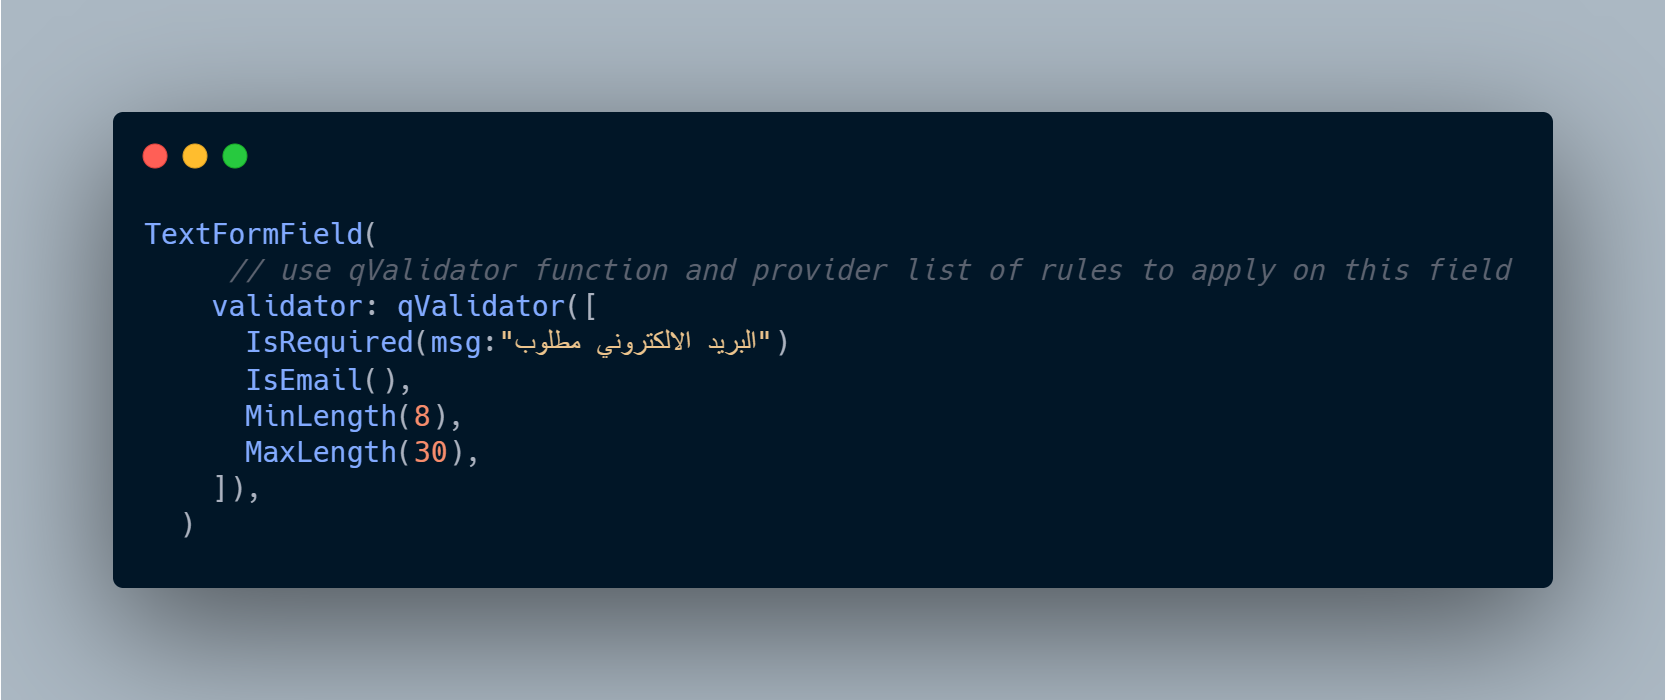 TextFormField(
// use qValidator function and provider list of rules to apply on this field
validator: qValidator([
IsRequired(msg:"البريد الالكتروني مطلوب")
IsEmail(),
MinLength(8),
MaxLength(30),
]),
)